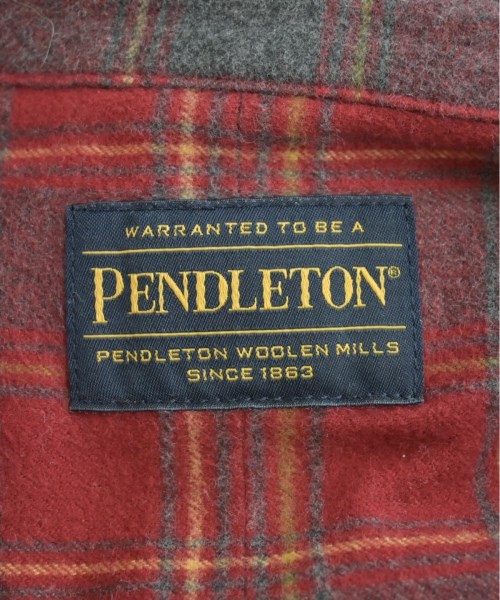 WARRANTED TO BE A
PENDLETON®
PENDLETON WOOLEN MILLS
SINCE 1863